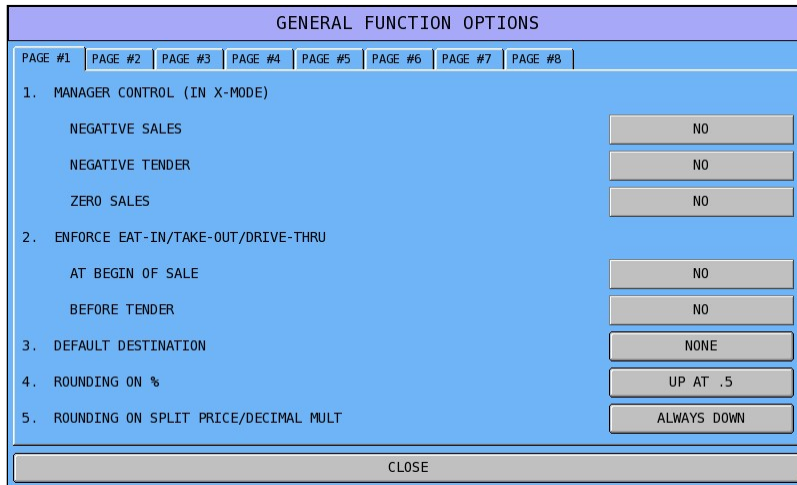 GENERAL FUNCTION OPTIONS
PAGE #1 PAGE #2 PAGE #3 PAGE #4 PAGE #5 PAGE #6 PAGE #7 PAGE #8
1. MANAGER CONTROL (IN X-MODE)
NEGATIVE SALES NO
NEGATIVE TENDER NO
ZERO SALES NO
2. ENFORCE EAT-IN/TAKE-OUT/DRIVE-THRU
AT BEGIN OF SALE NO
BEFORE TENDER NO
3. DEFAULT DESTINATION NONE
4. ROUNDING ON % UP AT .5
5. ROUNDING ON SPLIT PRICE/DECIMAL MULT ALWAYS DOWN
CLOSE